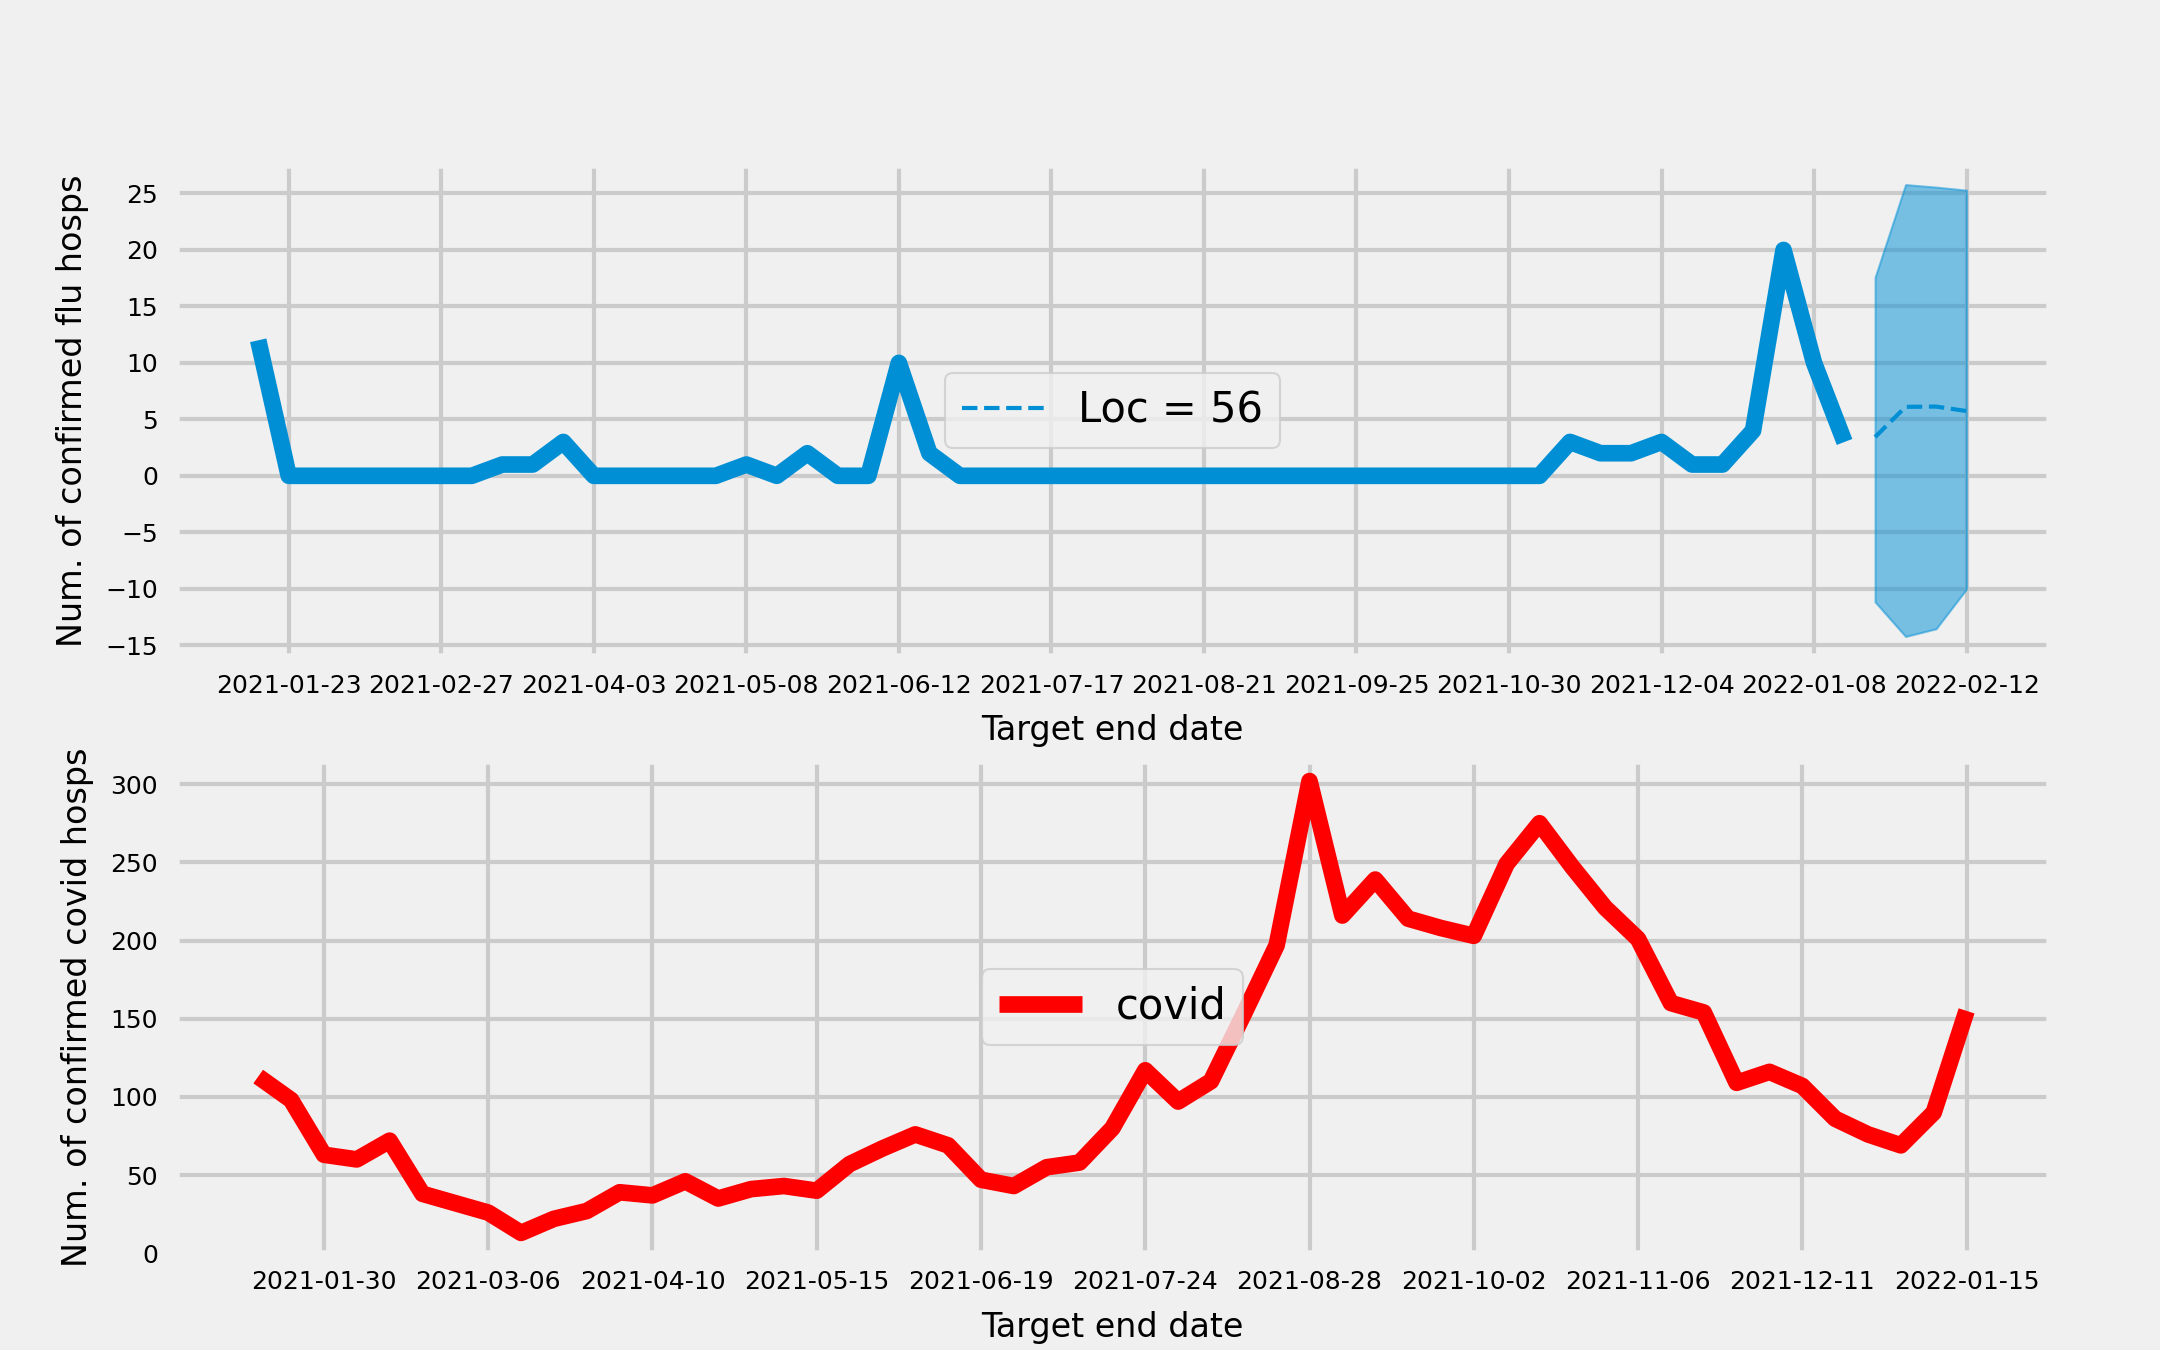 Num. of confirmed flu hosps
25
20
15
10
5
0
−5
−10
−15
Loc = 56
2021-01-23 2021-02-27 2021-04-03 2021-05-08 2021-06-12 2021-07-17 2021-08-21 2021-09-25 2021-10-30 2021-12-04 2022-01-08 2022-02-12
Target end date
Num. of confirmed covid hosps
300
250
200
150
100
50
0
covid
2021-01-30 2021-03-06 2021-04-10 2021-05-15 2021-06-19 2021-07-24 2021-08-28 2021-10-02 2021-11-06 2021-12-11 2022-01-15
Target end date